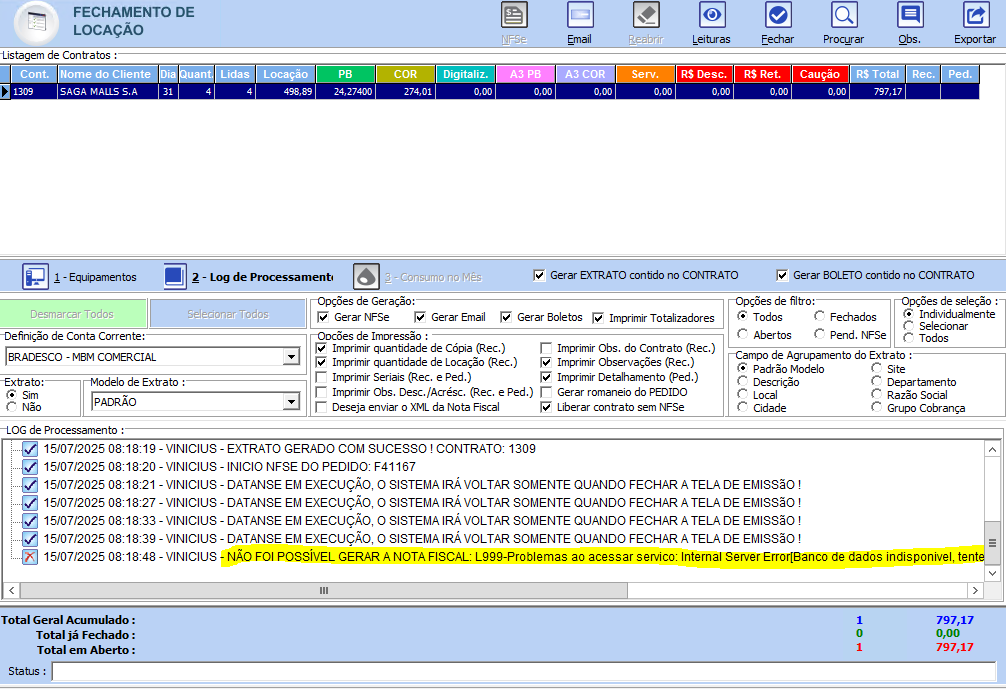 FECHAMENTO DE
LOCAÇÃO
NFSe
Email
Reabrir
Leituras
Fechar
Procurar
Obs.
Exportar
Listagem de Contratos :
Cont. Nome do Cliente Dia Quant. Lidas Locação PB COR Digitaliz. A3 PB A3 COR Serv. R$ Desc. R$ Ret. Caução R$ Total Rec. Ped.
1309 SAGA MALLS S.A 31 4 4 498,89 24,27400 274,01 0,00 0,00 0,00 0,00 0,00 0,00 0,00 797,17
1 - Equipamentos
2 - Log de Processamento
3 - Consumo no Mês
Gerar EXTRATO contido no CONTRATO
Gerar BOLETO contido no CONTRATO
Desmarcar Todos
Selecionar Todos
Opções de Geração:
Gerar NFSe
Gerar Email
Gerar Boletos
Imprimir Totalizadores
Opções de filtro:
Todos
Fechados
Abertos
Pend. NFSe
Opções de seleção :
Individualmente
Selecionar
Todos
Definição de Conta Corrente:
BRADESCO - MBM COMERCIAL
Extrato:
Sim
Não
Modelo de Extrato :
PADRÃO
Opções de Impressão :
Imprimir quantidade de Cópia (Rec.)
Imprimir quantidade de Locação (Rec.)
Imprimir Seriais (Rec. e Ped.)
Imprimir Obs. Desc./Acrésc. (Rec. e Ped.)
Deseja enviar o XML da Nota Fiscal
Imprimir Obs. do Contrato (Rec.)
Imprimir Observações (Rec.)
Imprimir Detalhamento (Ped.)
Gerar romaneio do PEDIDO
Liberar contrato sem NFSe
Campo de Agrupamento do Extrato :
Padrão Modelo
Descrição
Local
Cidade
Site
Departamento
Razão Social
Grupo Cobrança
LOG de Processamento :
15/07/2025 08:18:19 - VINICIUS - EXTRATO GERADO COM SUCESSO ! CONTRATO: 1309
15/07/2025 08:18:20 - VINICIUS - INICIO NFSE DO PEDIDO: F41167
15/07/2025 08:18:21 - VINICIUS - DATANSE EM EXECUÇÃO, O SISTEMA IRÁ VOLTAR SOMENTE QUANDO FECHAR A TELA DE EMISSãO !
15/07/2025 08:18:27 - VINICIUS - DATANSE EM EXECUÇÃO, O SISTEMA IRÁ VOLTAR SOMENTE QUANDO FECHAR A TELA DE EMISSãO !
15/07/2025 08:18:33 - VINICIUS - DATANSE EM EXECUÇÃO, O SISTEMA IRÁ VOLTAR SOMENTE QUANDO FECHAR A TELA DE EMISSãO !
15/07/2025 08:18:39 - VINICIUS - DATANSE EM EXECUÇÃO, O SISTEMA IRÁ VOLTAR SOMENTE QUANDO FECHAR A TELA DE EMISSãO !
15/07/2025 08:18:48 - VINICIUS - NÃO FOI POSSÍVEL GERAR A NOTA FISCAL: L999-Problemas ao acessar servico: Internal Server Error[Banco de dados indisponivel, tente
Total Geral Acumulado : 1 797,17
Total já Fechado : 0 0,00
Total em Aberto : 1 797,17
Status :